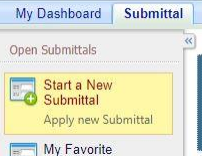 My Dashboard Submittal
«
Open Submittals
Start a New
Submittal
Apply new Submittal
My Favorite